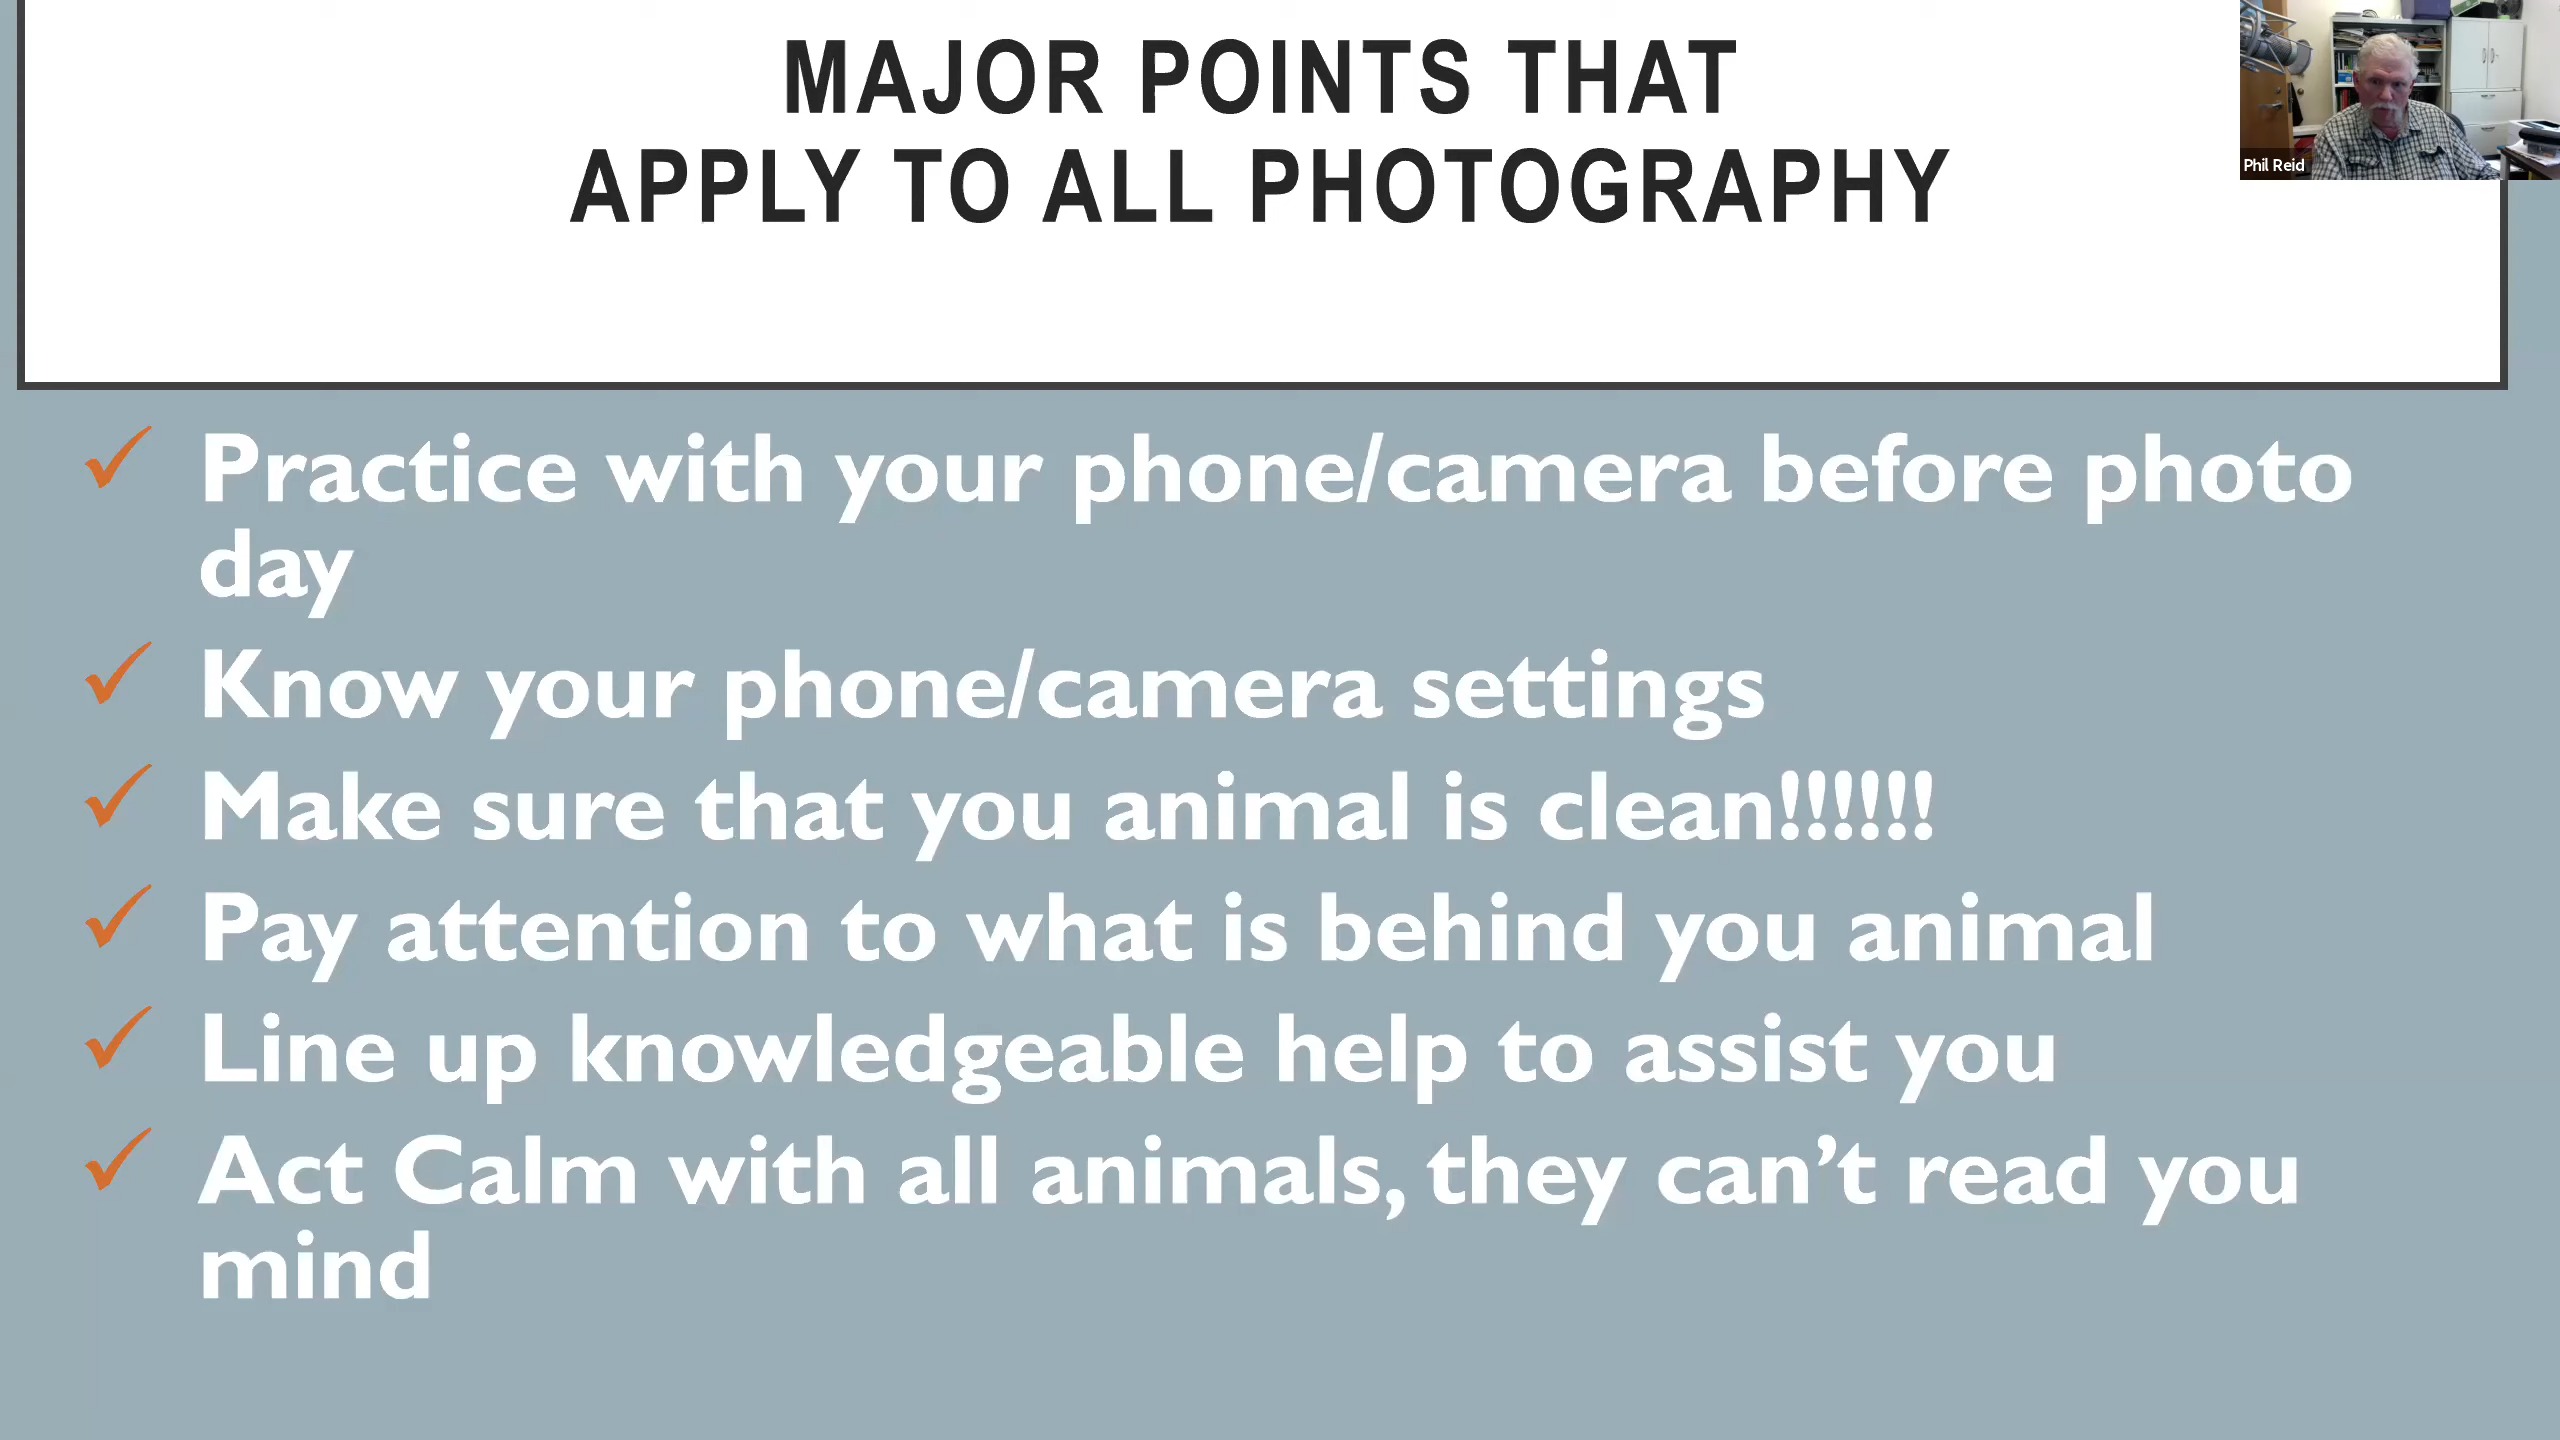 MAJOR POINTS THAT
APPLY TO ALL PHOTOGRAPHY
Phil Reid
Practice with your phone/camera before photo
day
Know your phone/camera settings
Make sure that you animal is clean!!!!!!
Pay attention to what is behind you animal
Line up knowledgeable help to assist you
Act Calm with all animals, they can’t read you
mind